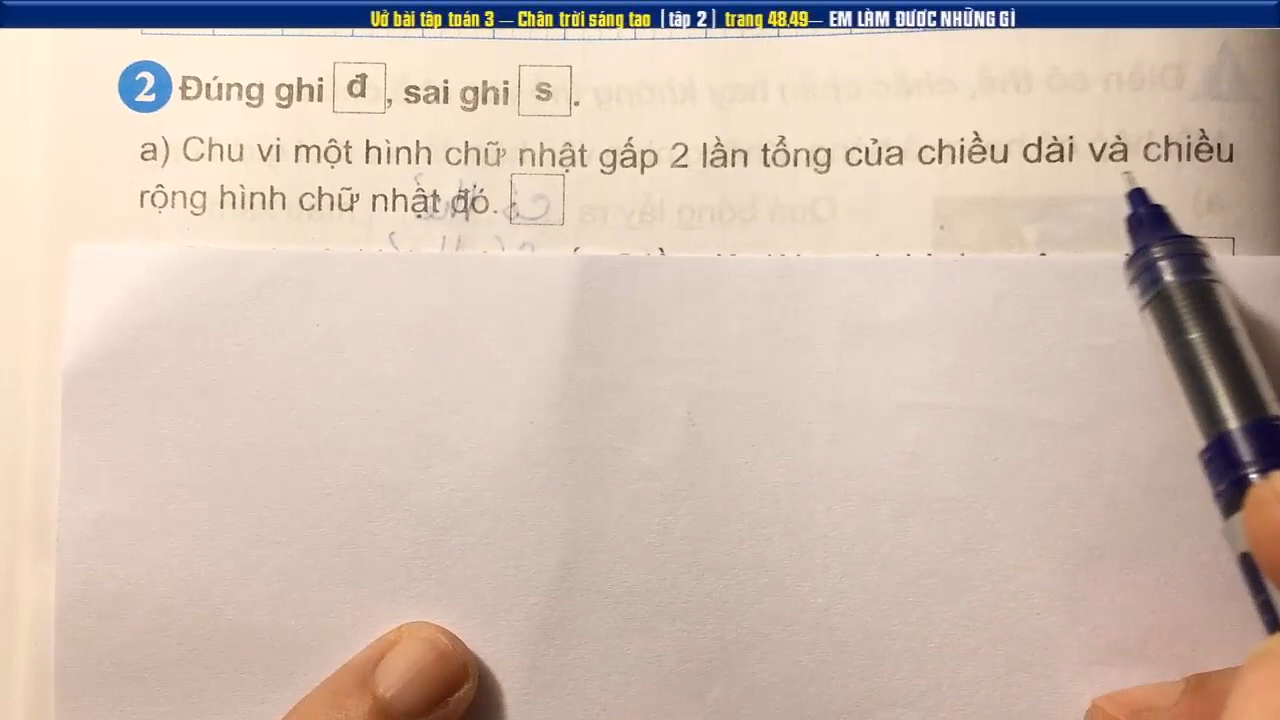 Vở bài tập toán 3 – Chân trời sáng tạo [tập 2] trang 48,49– EM LÀM ĐƯỢC NHỮNG GÌ
2 Đúng ghi đ, sai ghi s.
a) Chu vi một hình chữ nhật gấp 2 lần tổng của chiều dài và chiều
rộng hình chữ nhật đó.